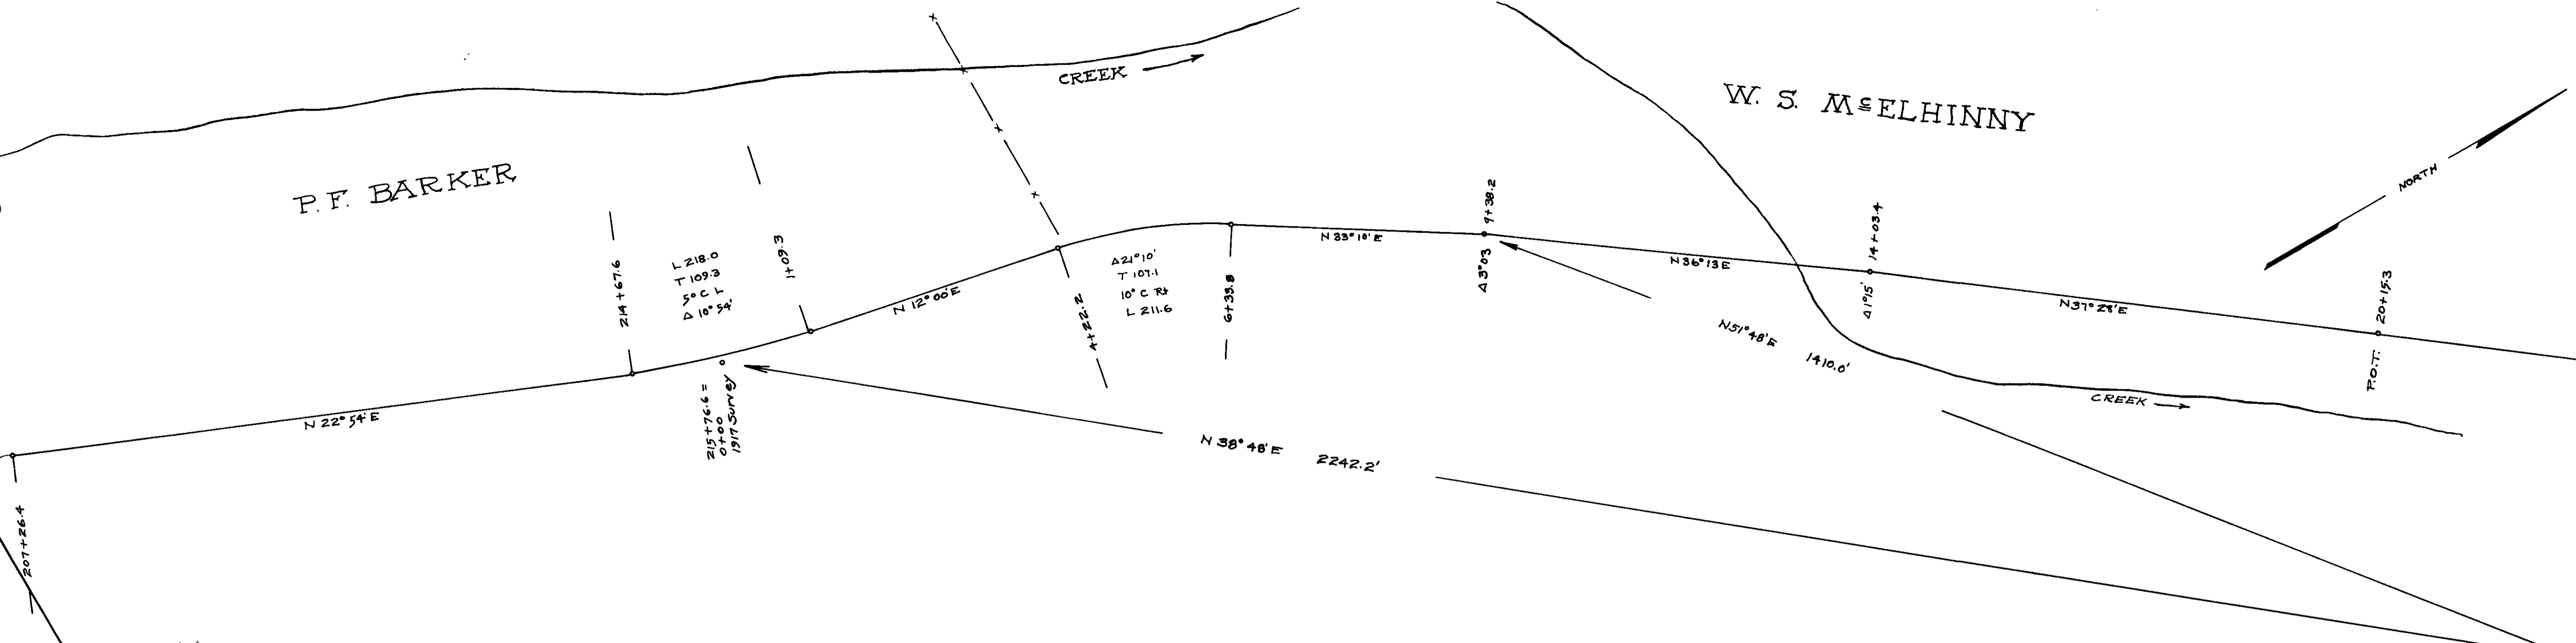 CREEK
W. S. McELHINNY
P. F. BARKER
NORTH
214+67.6
L 218.0
T 109.3
5° C L
Δ 10° 54'
1+09.3
N 12° 00' E
4+22.2
Δ 21° 10'
T 107.1
10° C Rt
L 211.6
6+33.8
N 33° 10' E
9+38.2
Δ 3° 03
N 36° 13 E
14+03.4
Δ 1° 15'
N 37° 28' E
20+15.3
P.O.T.
N 51° 48' E 1410.0'
CREEK
N 22° 54' E
215+76.6 =
0+00
1917 Survey
N 38° 48' E 2242.2'
207+26.4